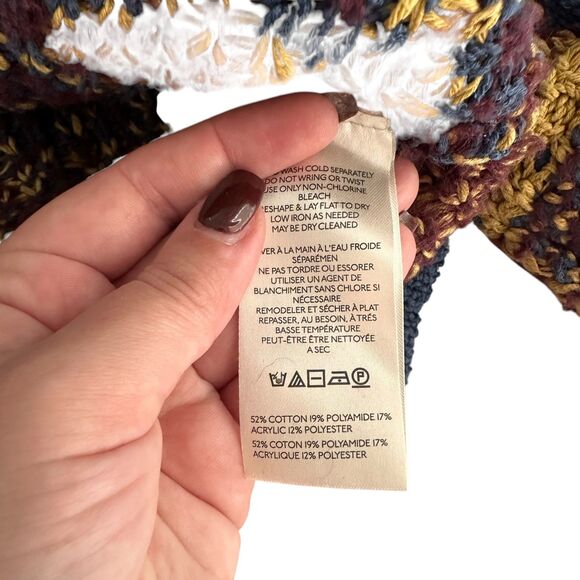 WASH COLD SEPARATELY
DO NOT WRING OR TWIST
USE ONLY NON-CHLORINE
BLEACH
RESHAPE & LAY FLAT TO DRY
LOW IRON AS NEEDED
MAY BE DRY CLEANED
VER À LA MAIN À L'EAU FROIDE
SÉPARÉMEN
NE PAS TORDRE OU ESSORER
UTILISER UN AGENT DE
BLANCHIMENT SANS CHLORE SI
NÉCESSAIRE
REMODELER ET SÉCHER À PLAT
REPASSER, AU BESOIN, À TRÉS
BASSE TEMPÉRATURE
PEUT-ÊTRE ÊTRE NETTOYÉE
A SEC
P
52% COTTON 19% POLYAMIDE 17%
ACRYLIC 12% POLYESTER
52% COTON 19% POLYAMIDE 17%
ACRYLIQUE 12% POLYESTER